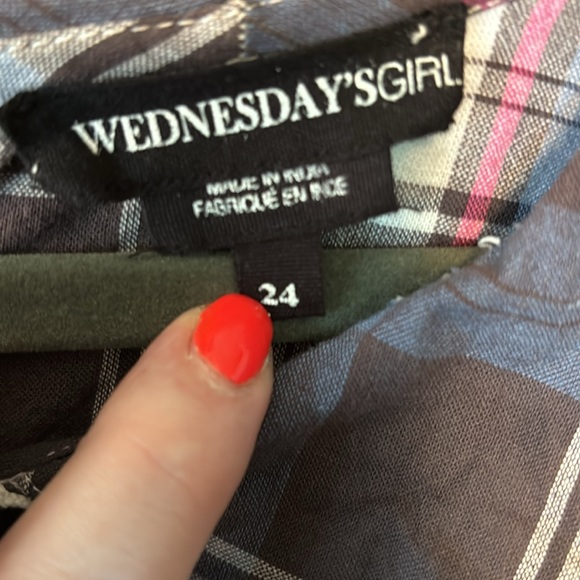 WEDNESDAY'SGIRL
MADE IN INDIA
FABRIQUÉ EN INDE
24